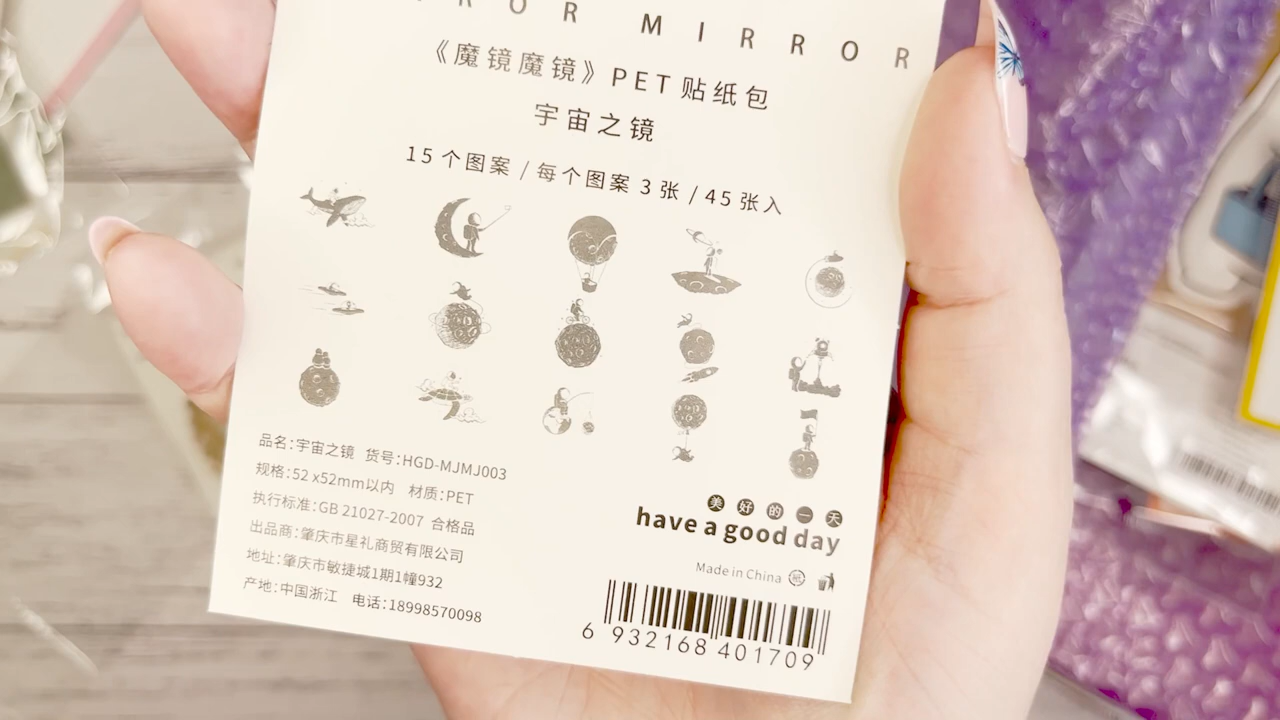 ROR MIRROR
《魔镜魔镜》PET 贴纸包
宇宙之镜
15 个图案 / 每个图案 3 张 / 45 张入
品名:宇宙之镜 货号:HGD-MJMJ003
规格:52 x52mm以内 材质:PET
执行标准:GB 21027-2007 合格品
出品商:肇庆市星礼商贸有限公司
地址:肇庆市敏捷城1期1幢932
产地:中国浙江 电话:18998570098
美好的一天
have a good day
Made in China 紙
6 932168 401709